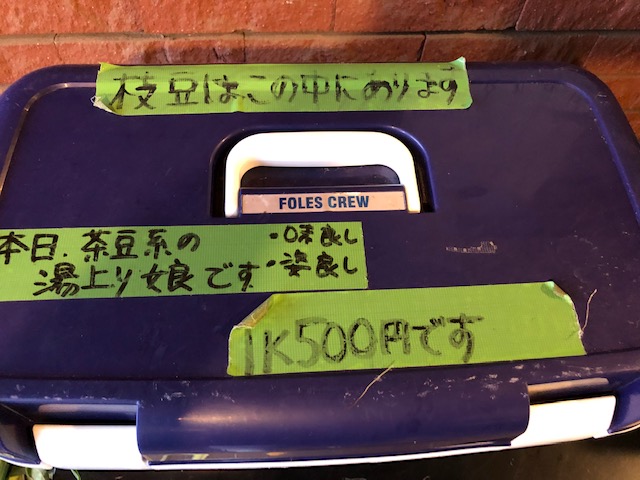 枝豆はこの中にあります
FOLES CREW
本日.茶豆系の
湯上り娘です
・味良し
・姿良し
1K500円です